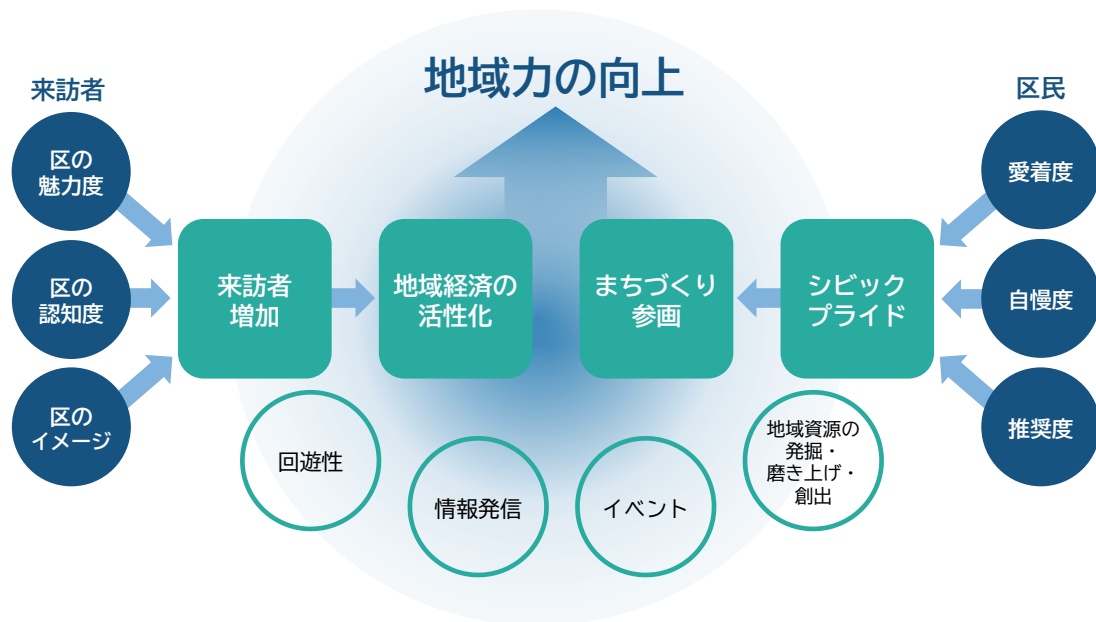 地域力の向上
来訪者
区の
魅力度
区の
認知度
区の
イメージ
来訪者
増加
地域経済の
活性化
まちづくり
参画
シビック
プライド
区民
愛着度
自慢度
推奨度
回遊性
情報発信
イベント
地域資源の
発掘・
磨き上げ・
創出